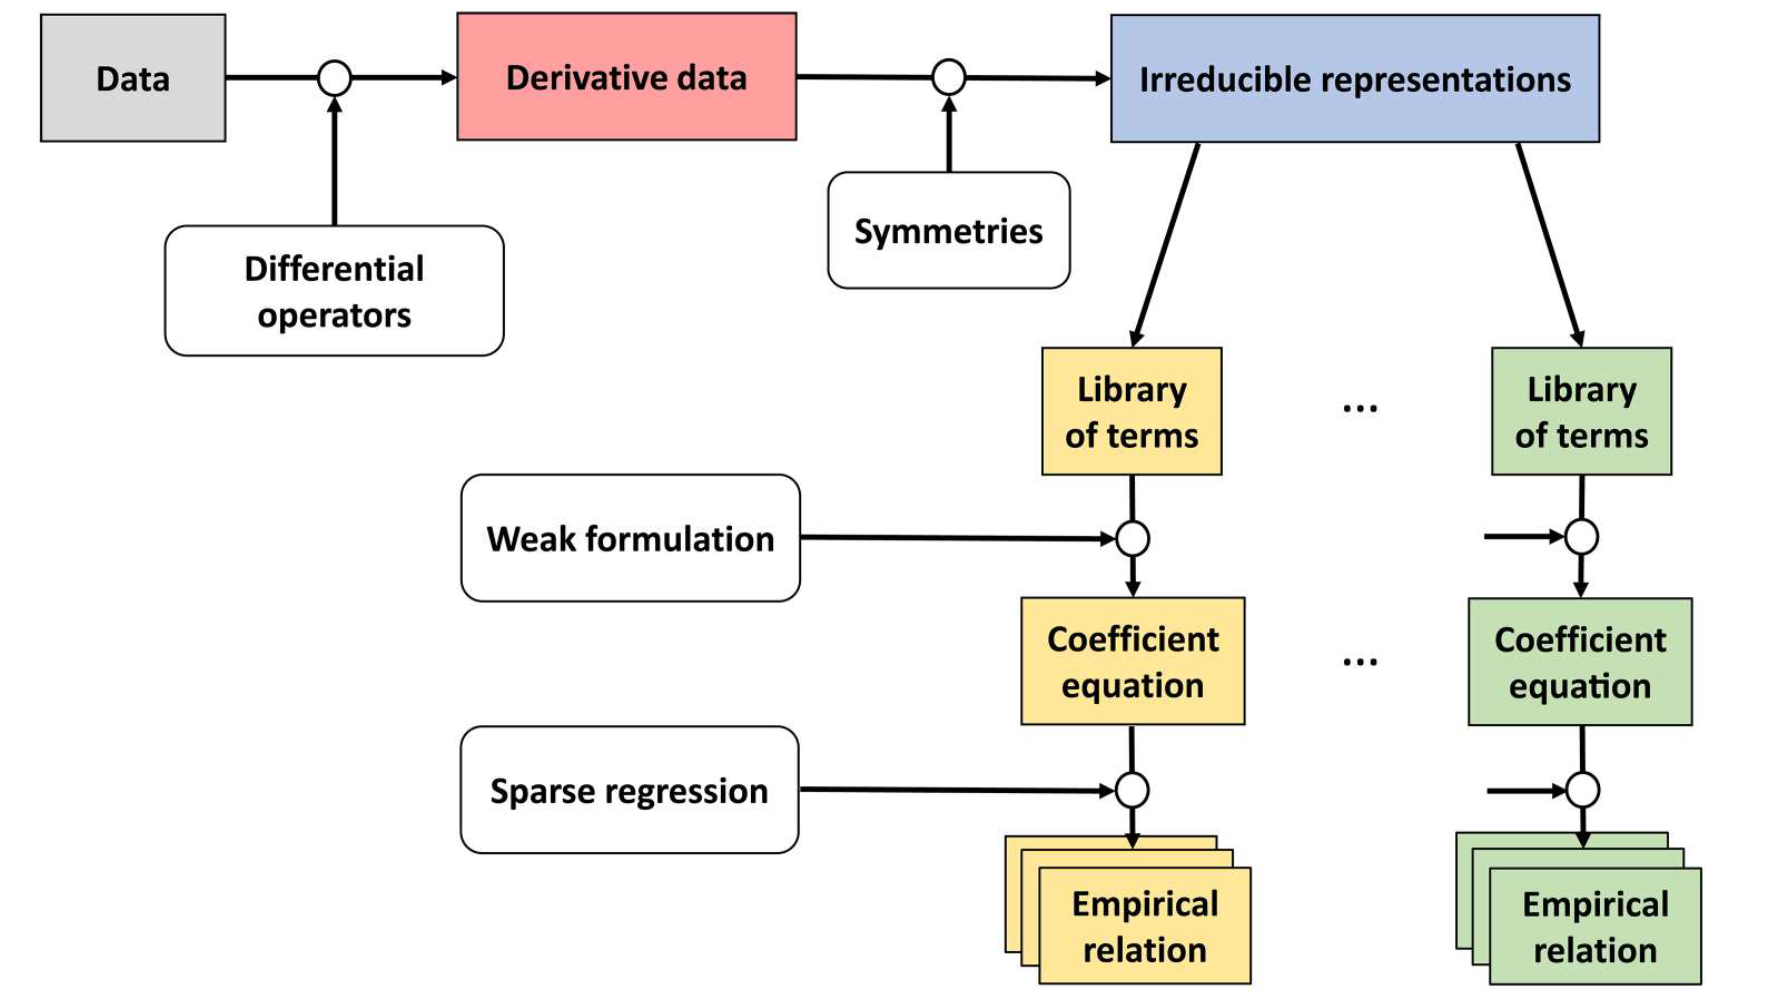 Data
Derivative data
Irreducible representations
Differential
operators
Symmetries
Library
of terms
...
Library
of terms
Weak formulation
Coefficient
equation
...
Coefficient
equation
Sparse regression
Empirical
relation
Empirical
relation